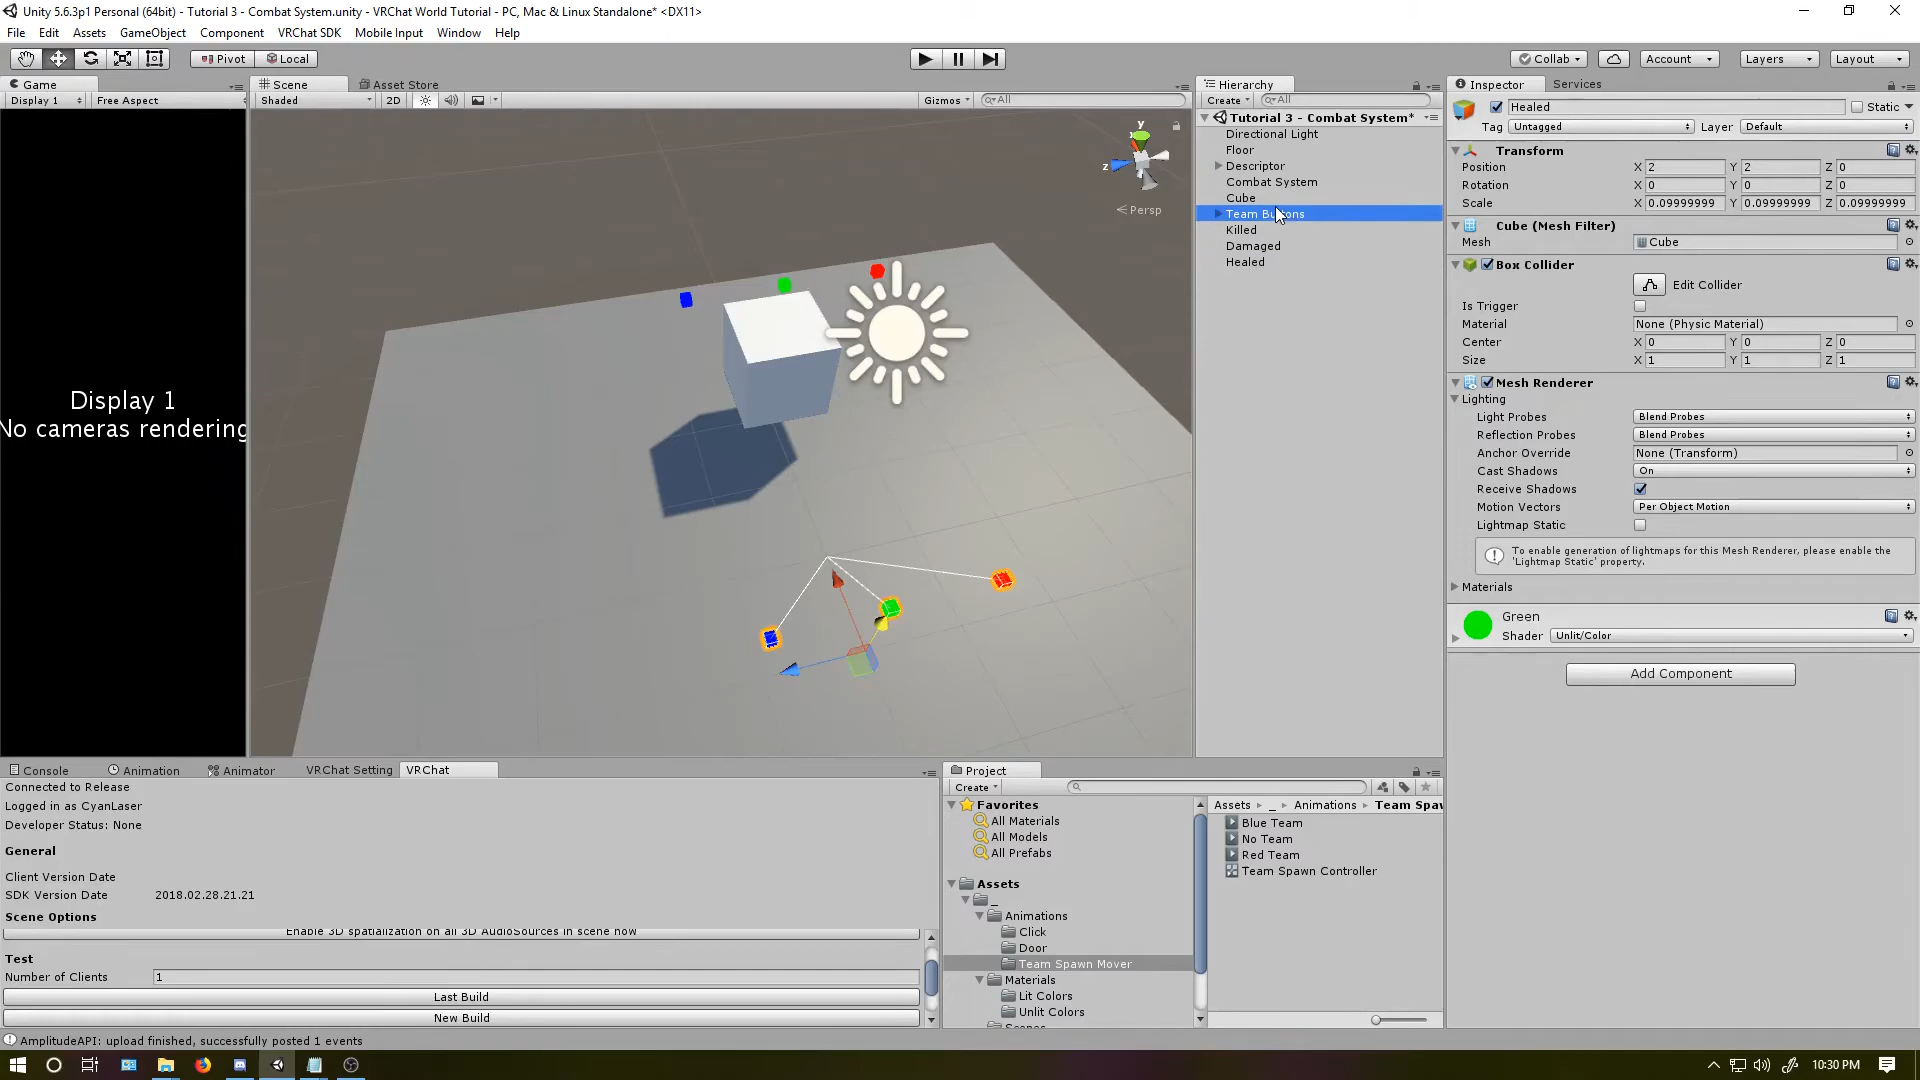 Unity 5.6.3p1 Personal (64bit) - Tutorial 3 - Combat System.unity - VRChat World Tutorial - PC, Mac & Linux Standalone* <DX11>
File Edit Assets GameObject Component VRChat SDK Mobile Input Window Help
Pivot Local Collab Account Layers Layout
Game Scene Asset Store Hierarchy Inspector Services
Display 1 Free Aspect Shaded 2D Gizmos All Create All
Healed Static
Tag Untagged Layer Default
Tutorial 3 - Combat System*
Directional Light
Floor
Descriptor
Combat System
Cube
Team Buttons
Killed
Damaged
Healed
y
x
z
Persp
Display 1
No cameras rendering
Transform
Position X 2 Y 2 Z 0
Rotation X 0 Y 0 Z 0
Scale X 0.09999999 Y 0.09999999 Z 0.09999999
Cube (Mesh Filter)
Mesh Cube
Box Collider
Edit Collider
Is Trigger
Material None (Physic Material)
Center X 0 Y 0 Z 0
Size X 1 Y 1 Z 1
Mesh Renderer
Lighting
Light Probes Blend Probes
Reflection Probes Blend Probes
Anchor Override None (Transform)
Cast Shadows On
Receive Shadows
Motion Vectors Per Object Motion
Lightmap Static
To enable generation of lightmaps for this Mesh Renderer, please enable the
'Lightmap Static' property.
Materials
Green
Shader Unlit/Color
Add Component
Console Animation Animator VRChat Setting VRChat
Connected to Release
Logged in as CyanLaser
Developer Status: None
General
Client Version Date
SDK Version Date 2018.02.28.21.21
Scene Options
Enable 3D spatialization on all 3D AudioSources in scene now
Test
Number of Clients 1
Last Build
New Build
Project
Create
Favorites
All Materials
All Models
All Prefabs
Assets
_
Animations
Click
Door
Team Spawn Mover
Materials
Lit Colors
Unlit Colors
Scenes
Assets _ Animations Team Spaw
Blue Team
No Team
Red Team
Team Spawn Controller
AmplitudeAPI: upload finished, successfully posted 1 events
10:30 PM